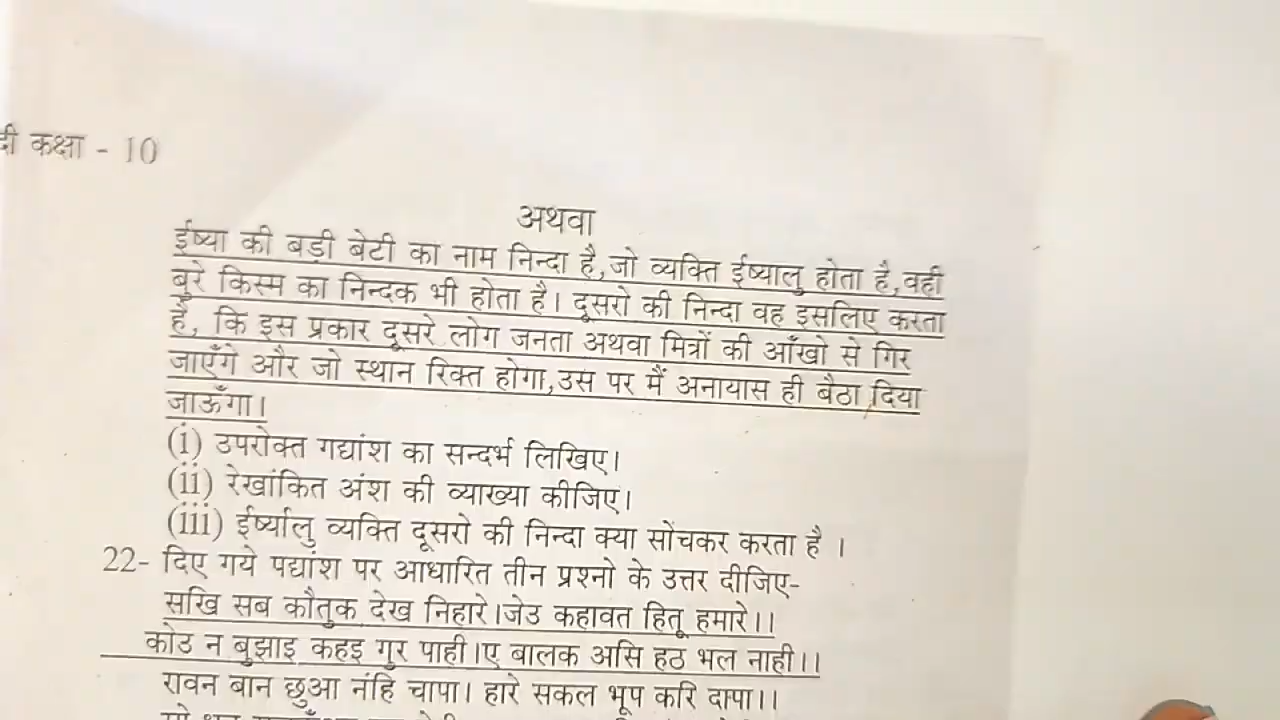 दी कक्षा - 10
अथवा
ईष्या की बडी बेटी का नाम निन्दा है,जो व्यक्ति ईष्यालु होता है,वही
बुरे किस्म का निन्दक भी होता है। दूसरो की निन्दा वह इसलिए करता
है, कि इस प्रकार दूसरे लोग जनता अथवा मित्रों की आँखो से गिर
जाएँगे और जो स्थान रिक्त होगा,उस पर मैं अनायास ही बैठा दिया
जाऊँगा।
(i) उपरोक्त गद्यांश का सन्दर्भ लिखिए।
(ii) रेखांकित अंश की व्याख्या कीजिए।
(iii) ईर्ष्यालु व्यक्ति दूसरो की निन्दा क्या सोंचकर करता है ।
22- दिए गये पद्यांश पर आधारित तीन प्रश्नो के उत्तर दीजिए-
सखि सब कौतुक देख निहारे।जेउ कहावत हितू हमारे।।
कोउ न बुझाइ कहइ गुर पाही।ए बालक असि हठ भल नाही।।
रावन बान छुआ नंहि चापा। हारे सकल भूप करि दापा।।